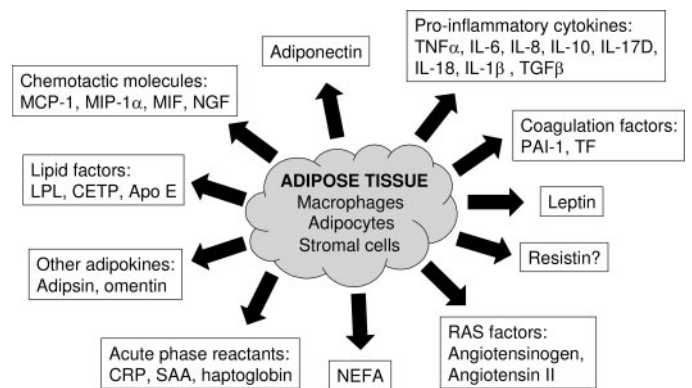 Pro-inflammatory cytokines:
TNFα, IL-6, IL-8, IL-10, IL-17D,
IL-18, IL-1β , TGFβ
Adiponectin
Chemotactic molecules:
MCP-1, MIP-1α, MIF, NGF
Coagulation factors:
PAI-1, TF
Lipid factors:
LPL, CETP, Apo E
ADIPOSE TISSUE
Macrophages
Adipocytes
Stromal cells
Leptin
Other adipokines:
Adipsin, omentin
Resistin?
Acute phase reactants:
CRP, SAA, haptoglobin
NEFA
RAS factors:
Angiotensinogen,
Angiotensin II